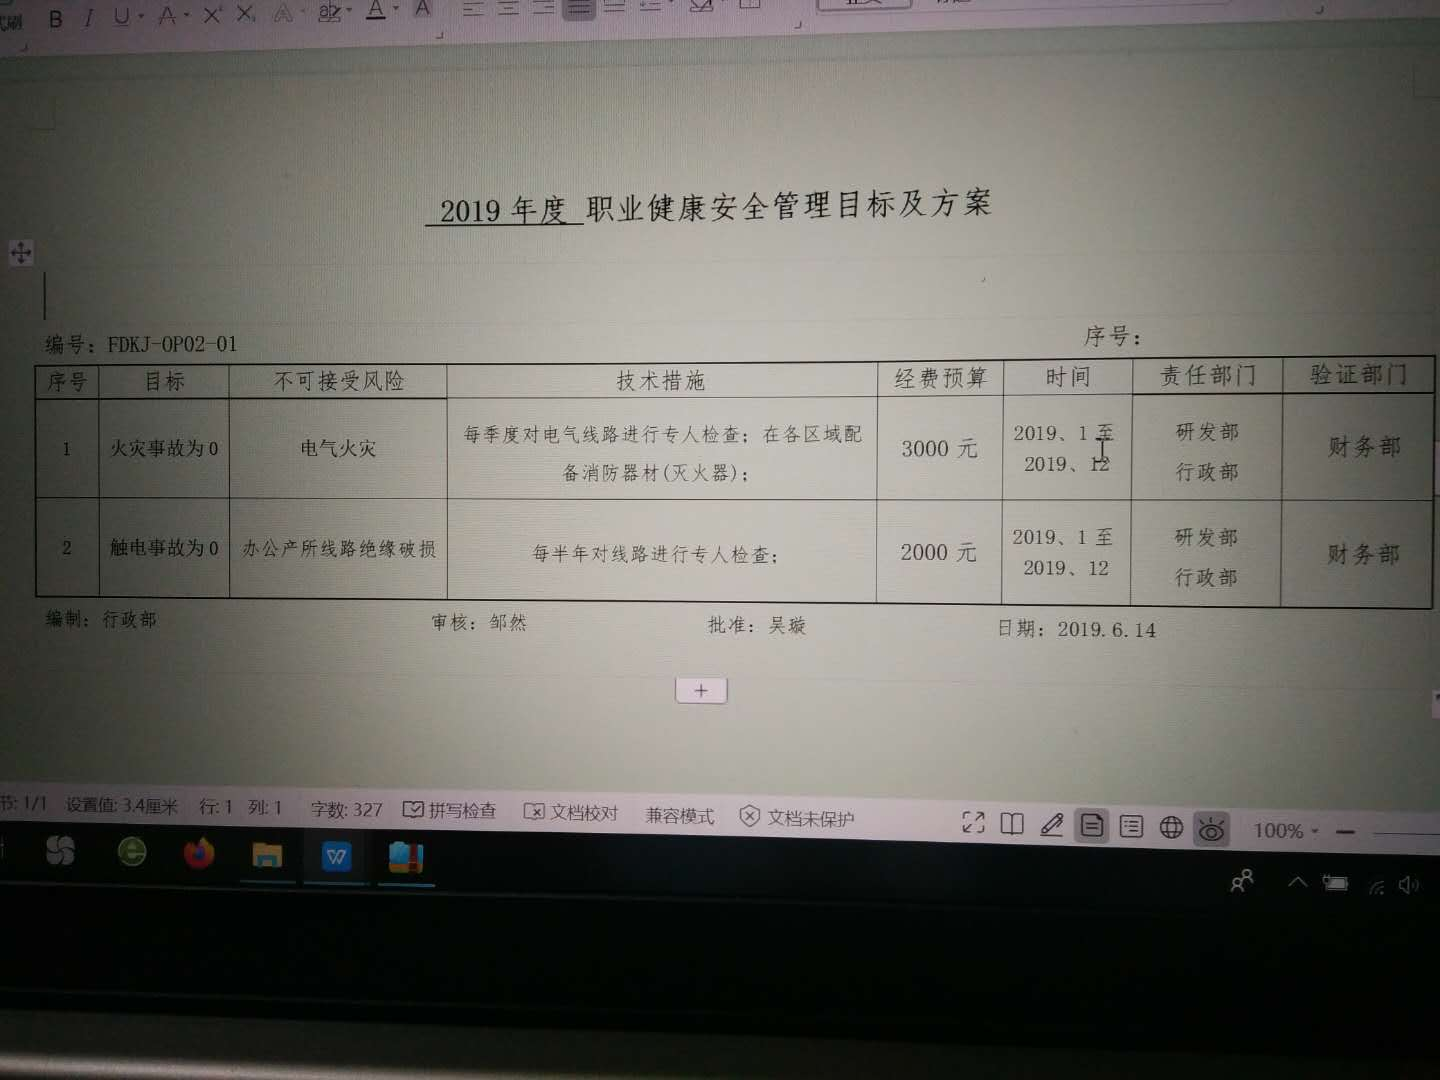 2019 年度 职业健康安全管理目标及方案
编号：FDKJ-OP02-01 序号：
序号 目标 不可接受风险 技术措施 经费预算 时间 责任部门 验证部门
1 火灾事故为0 电气火灾 每季度对电气线路进行专人检查；在各区域配备消防器材(灭火器)； 3000 元 2019、1 至 2019、12 研发部 行政部 财务部
2 触电事故为0 办公产所线路绝缘破损 每半年对线路进行专人检查； 2000 元 2019、1 至 2019、12 研发部 行政部 财务部
编制：行政部 审核：邹然 批准：吴璇 日期：2019.6.14
节: 1/1 设置值: 3.4厘米 行: 1 列: 1 字数: 327 拼写检查 文档校对 兼容模式 文档未保护 100%